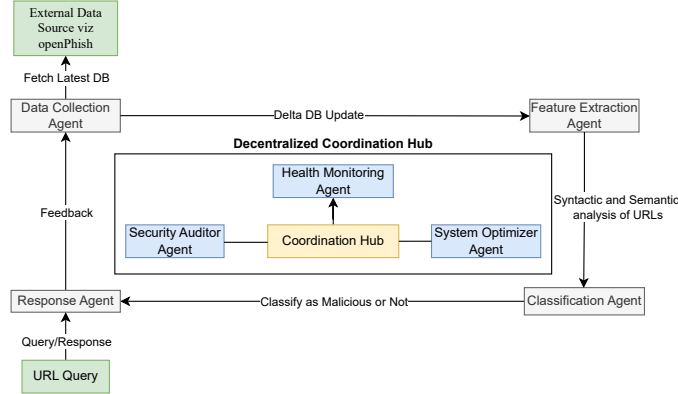 External Data
Source viz
openPhish
Fetch Latest DB
Data Collection
Agent
Delta DB Update
Feature Extraction
Agent
Decentralized Coordination Hub
Health Monitoring
Agent
Syntactic and Semantic
analysis of URLs
Feedback
Security Auditor
Agent
Coordination Hub
System Optimizer
Agent
Response Agent
Classify as Malicious or Not
Classification Agent
Query/Response
URL Query